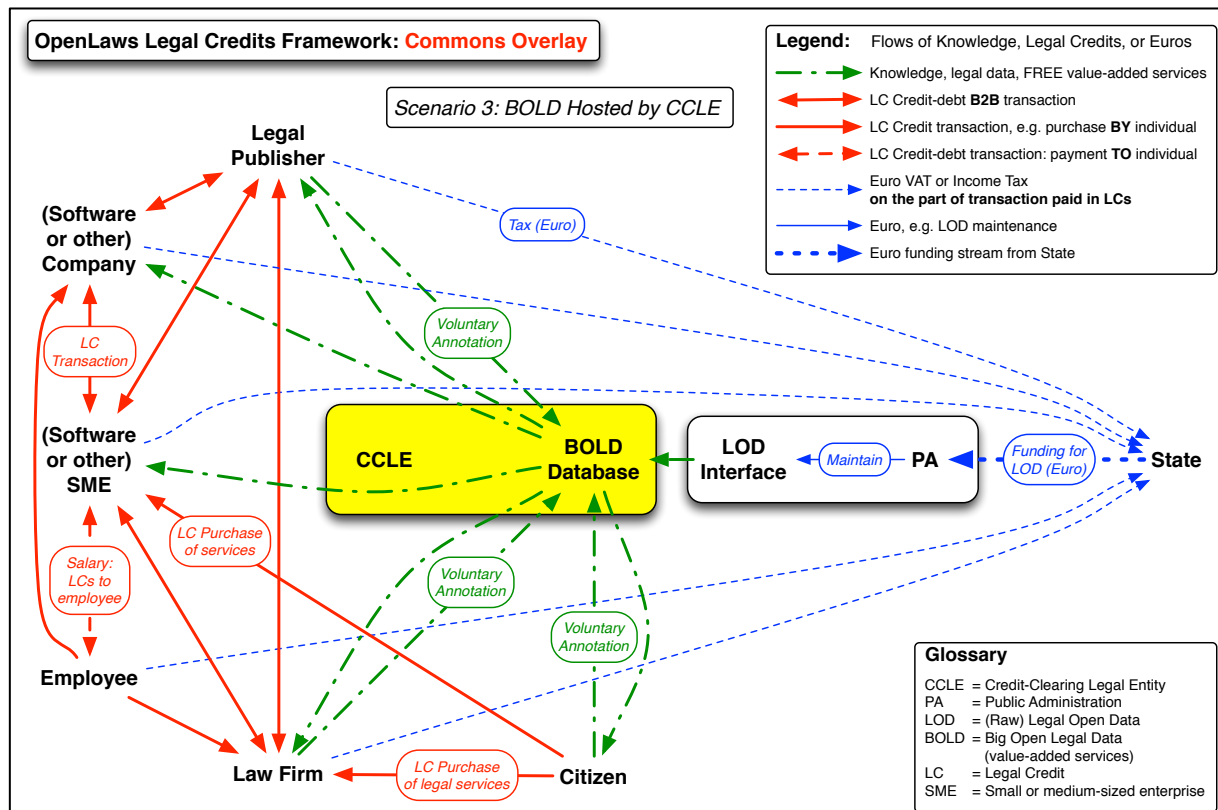 OpenLaws Legal Credits Framework: Commons Overlay
Scenario 3: BOLD Hosted by CCLE
Legend: Flows of Knowledge, Legal Credits, or Euros
Knowledge, legal data, FREE value-added services
LC Credit-debt B2B transaction
LC Credit transaction, e.g. purchase BY individual
LC Credit-debt transaction: payment TO individual
Euro VAT or Income Tax
on the part of transaction paid in LCs
Euro, e.g. LOD maintenance
Euro funding stream from State
Legal
Publisher
(Software
or other)
Company
Tax (Euro)
LC
Transaction
Voluntary
Annotation
(Software
or other)
SME
CCLE
BOLD
Database
LOD
Interface
Maintain
PA
Funding for
LOD (Euro)
State
LC Purchase
of services
Salary:
LCs to
employee
Voluntary
Annotation
Voluntary
Annotation
Employee
Law Firm
LC Purchase
of legal services
Citizen
Glossary
CCLE = Credit-Clearing Legal Entity
PA = Public Administration
LOD = (Raw) Legal Open Data
BOLD = Big Open Legal Data
(value-added services)
LC = Legal Credit
SME = Small or medium-sized enterprise